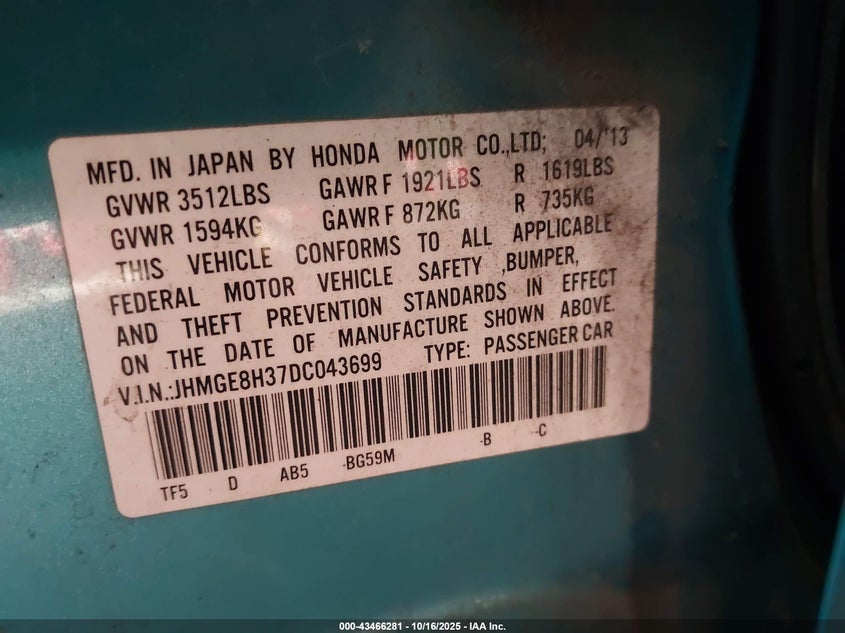 MFD. IN JAPAN BY HONDA MOTOR CO.,LTD; 04/'13
GVWR 3512LBS GAWR F 1921LBS R 1619LBS
GVWR 1594KG GAWR F 872KG R 735KG
THIS VEHICLE CONFORMS TO ALL APPLICABLE
FEDERAL MOTOR VEHICLE SAFETY ,BUMPER,
AND THEFT PREVENTION STANDARDS IN EFFECT
ON THE DATE OF MANUFACTURE SHOWN ABOVE.
V.I.N.:JHMGE8H37DC043699 TYPE: PASSENGER CAR
TF5 D AB5 -BG59M -B -C
000-43466281 - 10/16/2025 - IAA Inc.